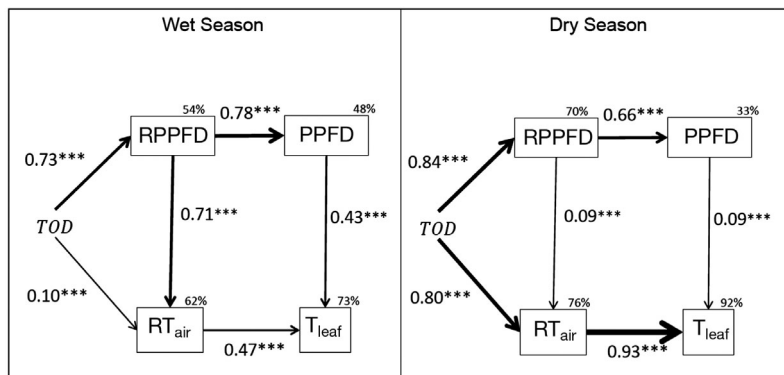 Wet Season
54%
0.78***
48%
RPPFD
PPFD
0.73***
0.71***
0.43***
TOD
0.10***
62%
73%
RTair
Tleaf
0.47***
Dry Season
70%
0.66***
33%
RPPFD
PPFD
0.84***
0.09***
0.09***
TOD
0.80***
76%
92%
RTair
Tleaf
0.93***